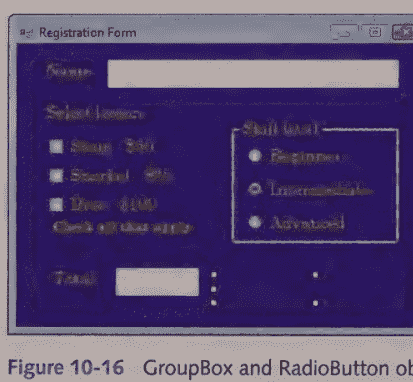 Registration Form
Name
Select lessons
Skill level
Beginner
Intermediate
Advanced
Check all that apply
Total
Figure 10-16 GroupBox and RadioButton ob